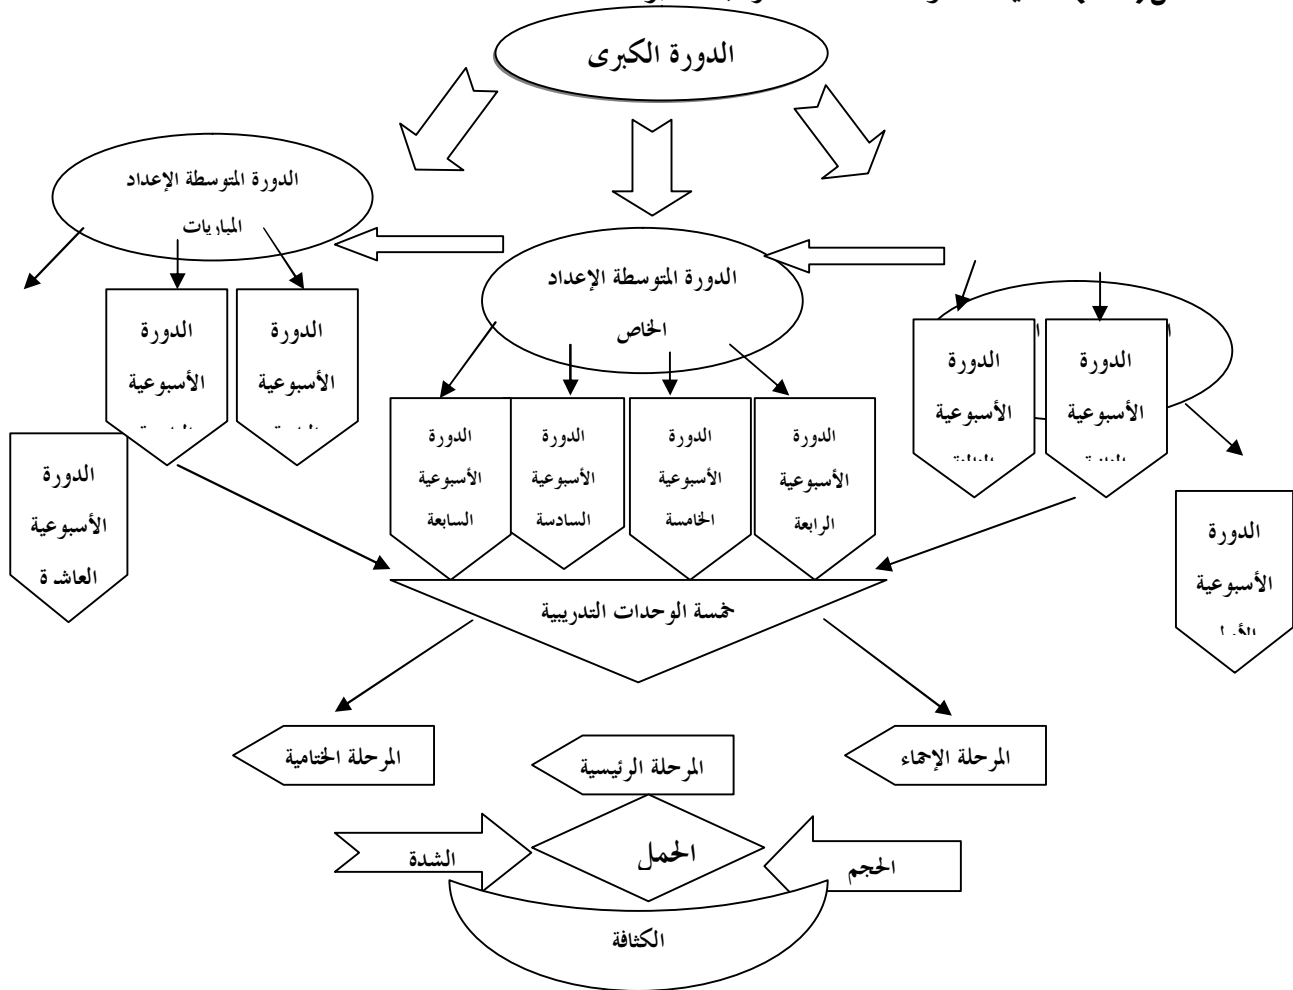 الدورة الكبرى
الدورة المتوسطة الإعداد
المباريات
الدورة المتوسطة الإعداد
الخاص
الدورة
الأسبوعية
الدورة
الأسبوعية
الدورة
الأسبوعية
الأولى
الدورة
الأسبوعية
الرابعة
الدورة
الأسبوعية
الخامسة
الدورة
الأسبوعية
السادسة
الدورة
الأسبوعية
السابعة
الدورة
الأسبوعية
الدورة
الأسبوعية
الدورة
الأسبوعية
العاشرة
خمسة الوحدات التدريبية
المرحلة الإحماء
المرحلة الرئيسية
المرحلة الختامية
الحجم
الحمل
الشدة
الكثافة